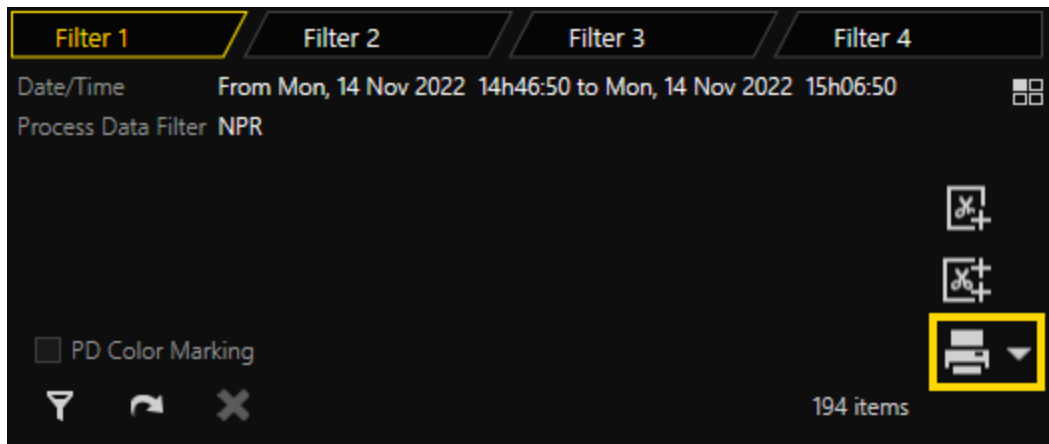 Filter 1 Filter 2 Filter 3 Filter 4
Date/Time From Mon, 14 Nov 2022 14h46:50 to Mon, 14 Nov 2022 15h06:50
Process Data Filter NPR
PD Color Marking
194 items